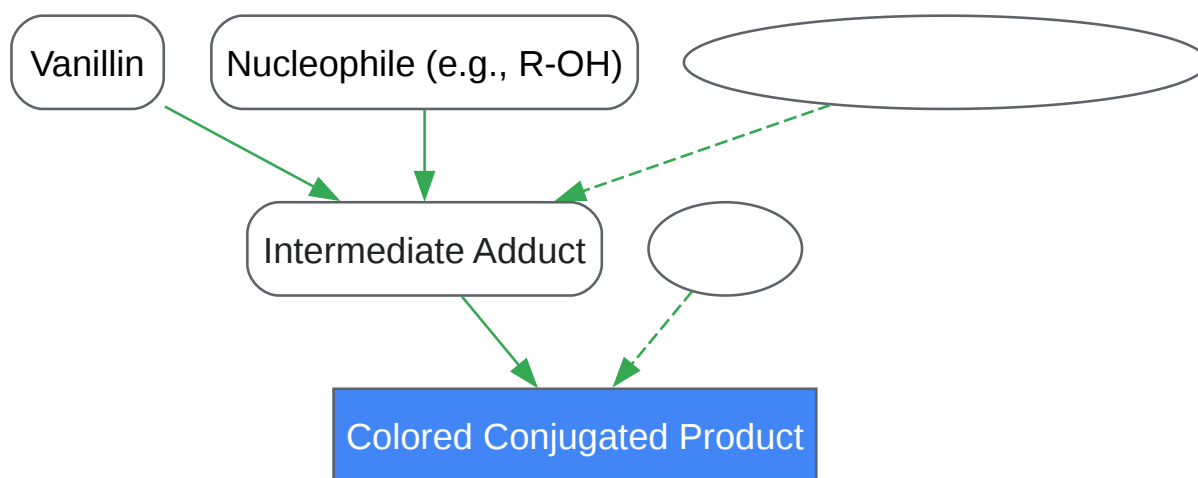 Vanillin
Nucleophile (e.g., R-OH)
Intermediate Adduct
Colored Conjugated Product